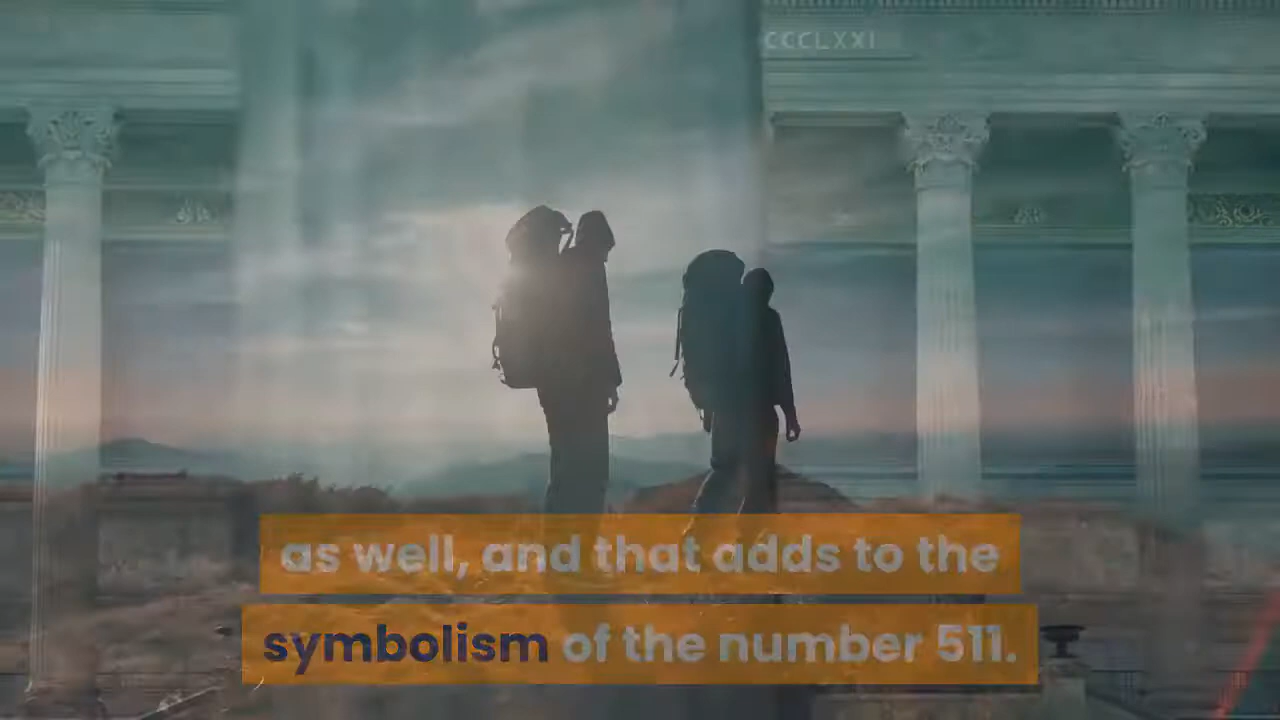 CCCLXXI
as well, and that adds to the
symbolism of the number 511.